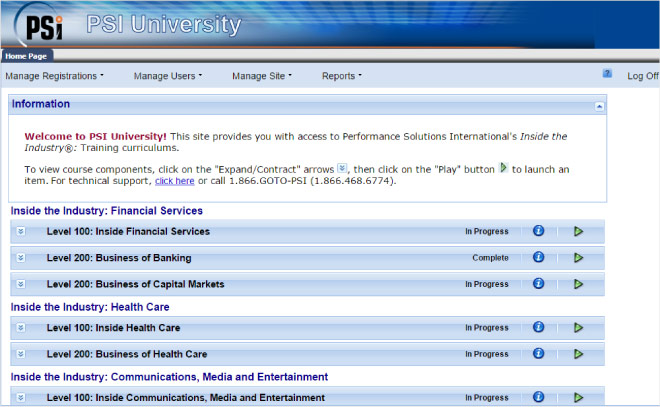 PSi PSI University
Home Page
Manage Registrations Manage Users Manage Site Reports ? Log Off
Information
Welcome to PSI University! This site provides you with access to Performance Solutions International's Inside the
Industry®: Training curriculums.
To view course components, click on the "Expand/Contract" arrows , then click on the "Play" button to launch an
item. For technical support, click here or call 1.866.GOTO-PSI (1.866.468.6774).
Inside the Industry: Financial Services
Level 100: Inside Financial Services In Progress i
Level 200: Business of Banking Complete i
Level 200: Business of Capital Markets In Progress i
Inside the Industry: Health Care
Level 100: Inside Health Care In Progress i
Level 200: Business of Health Care In Progress i
Inside the Industry: Communications, Media and Entertainment
Level 100: Inside Communications, Media and Entertainment In Progress i